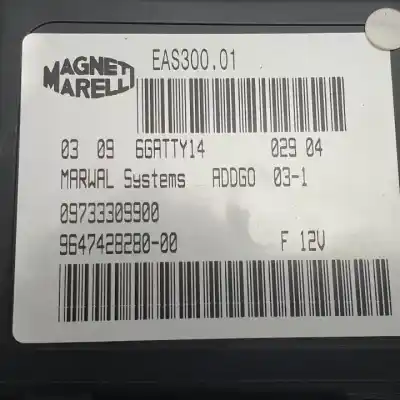 MAGNETI
MARELLI
EAS300.01
03 09 6GATTY14 029 04
MARWAL Systems ADDGO 03-1
09733309900
9647428280-00 F 12V